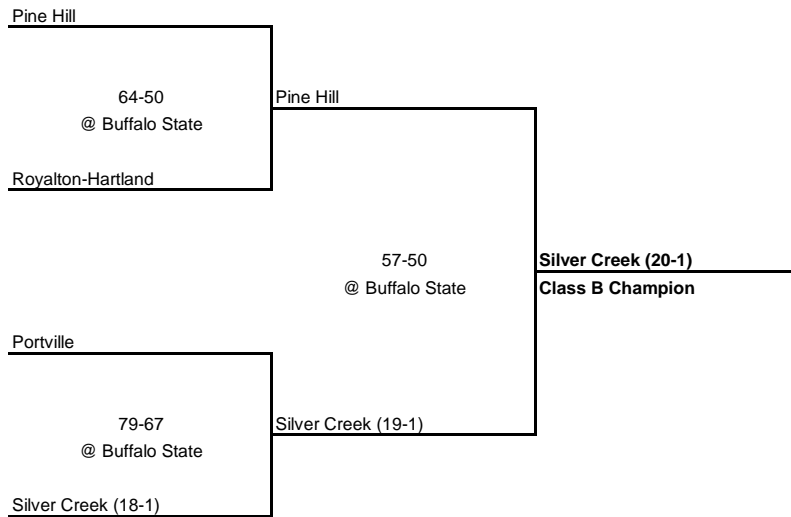 Pine Hill
64-50
@ Buffalo State
Pine Hill
Royalton-Hartland
57-50
@ Buffalo State
Silver Creek (20-1)
Class B Champion
Portville
79-67
@ Buffalo State
Silver Creek (19-1)
Silver Creek (18-1)